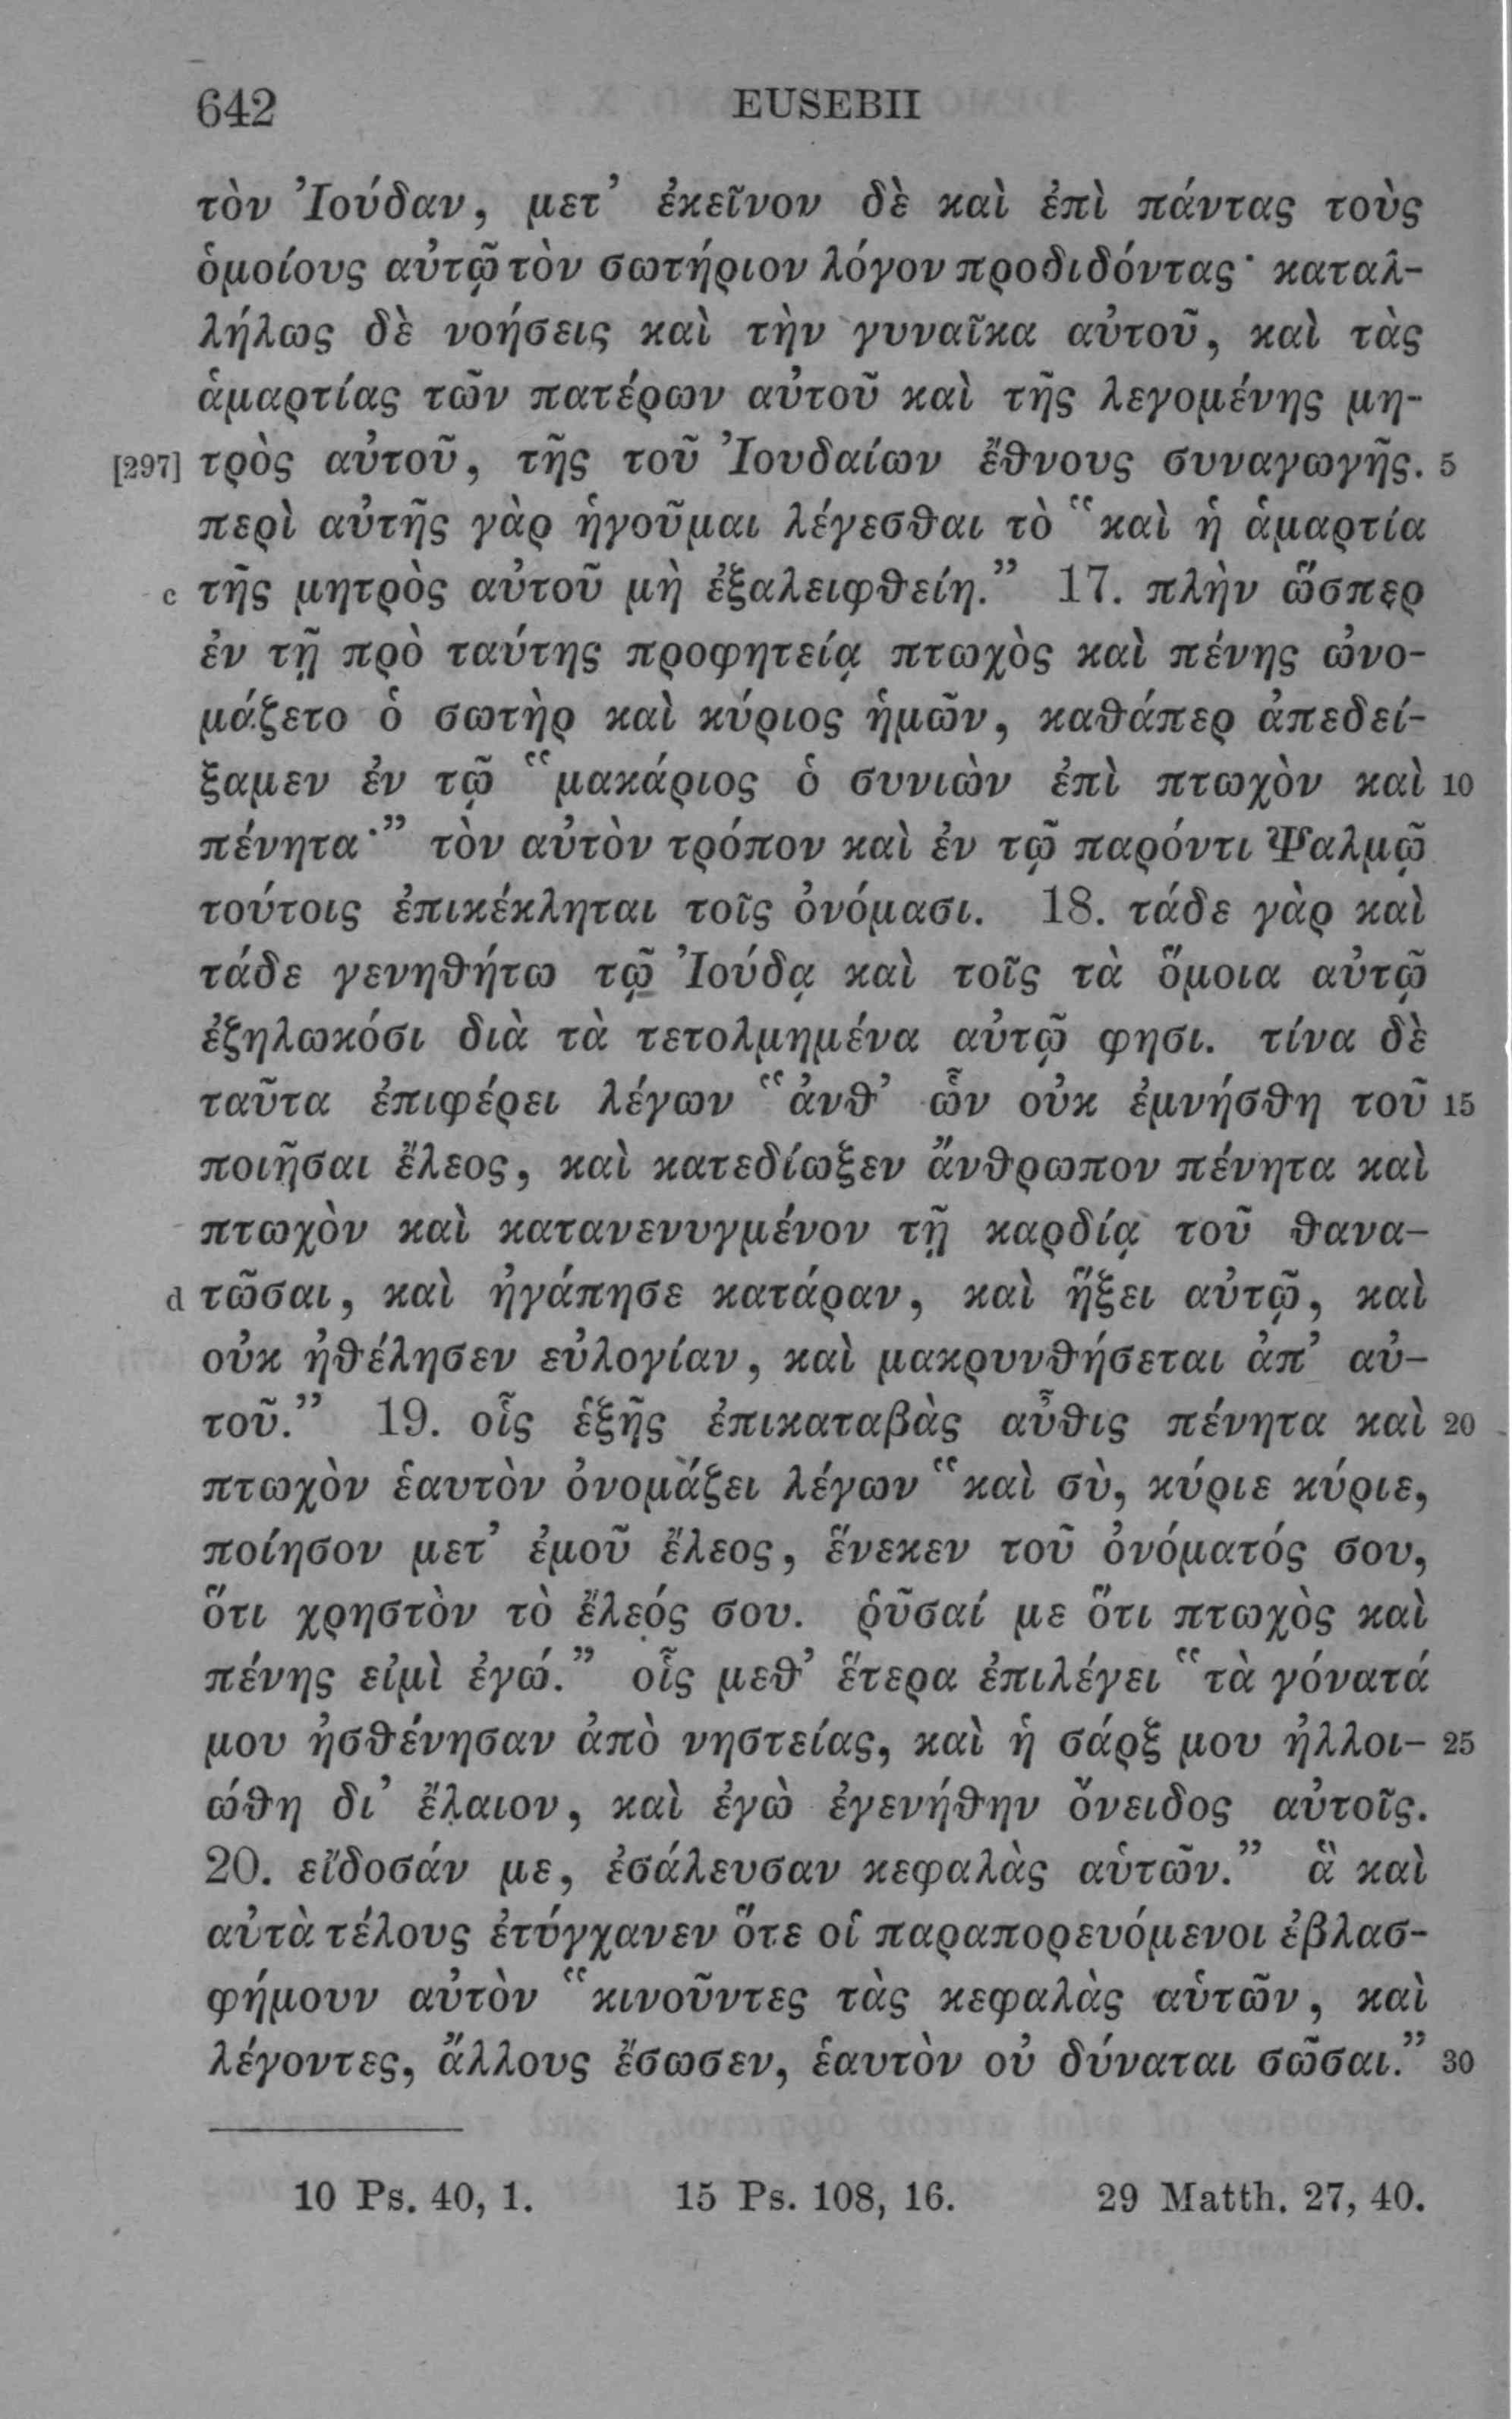 642 EUSEBII
τὸν Ἰούδαν, μετ’ ἐκεῖνον δὲ καὶ ἐπὶ πάντας τοὺς
ὁμοίους αὐτῷ τὸν σωτήριον λόγον προδιδόντας· καταλ-
λήλως δὲ νοήσεις καὶ τὴν γυναῖκα αὐτοῦ, καὶ τὰς
ἁμαρτίας τῶν πατέρων αὐτοῦ καὶ τῆς λεγομένης μη-
[297] τρὸς αὐτοῦ, τῆς τοῦ Ἰουδαίων ἔθνους συναγωγῆς. 5
περὶ αὐτῆς γὰρ ἡγοῦμαι λέγεσθαι τὸ “καὶ ἡ ἁμαρτία
c τῆς μητρὸς αὐτοῦ μὴ ἐξαλειφθείη.” 17. πλὴν ὥσπερ
ἐν τῇ πρὸ ταύτης προφητείᾳ πτωχὸς καὶ πένης ὠνο-
μάζετο ὁ σωτὴρ καὶ κύριος ἡμῶν, καθάπερ ἀπεδεί-
ξαμεν ἐν τῷ “μακάριος ὁ συνιὼν ἐπὶ πτωχὸν καὶ 10
πένητα·” τὸν αὐτὸν τρόπον καὶ ἐν τῷ παρόντι Ψαλμῷ
τούτοις ἐπικέκληται τοῖς ὀνόμασι. 18. τάδε γὰρ καὶ
τάδε γενηθήτω τῷ Ἰούδᾳ καὶ τοῖς τὰ ὅμοια αὐτῷ
ἐζηλωκόσι διὰ τὰ τετολμημένα αὐτῷ φησι. τίνα δὲ
ταῦτα ἐπιφέρει λέγων “ἀνθ’ ὧν οὐκ ἐμνήσθη τοῦ 15
ποιῆσαι ἔλεος, καὶ κατεδίωξεν ἄνθρωπον πένητα καὶ
πτωχὸν καὶ κατανενυγμένον τῇ καρδίᾳ τοῦ θανα-
d τῶσαι, καὶ ἠγάπησε κατάραν, καὶ ἥξει αὐτῷ, καὶ
οὐκ ἠθέλησεν εὐλογίαν, καὶ μακρυνθήσεται ἀπ’ αὐ-
τοῦ.” 19. οἷς ἑξῆς ἐπικαταβὰς αὖθις πένητα καὶ 20
πτωχὸν ἑαυτὸν ὀνομάζει λέγων “καὶ σὺ, κύριε κύριε,
ποίησον μετ’ ἐμοῦ ἔλεος, ἕνεκεν τοῦ ὀνόματός σου,
ὅτι χρηστὸν τὸ ἔλεός σου. ῥῦσαί με ὅτι πτωχὸς καὶ
πένης εἰμὶ ἐγώ.” οἷς μεθ’ ἕτερα ἐπιλέγει “τὰ γόνατά
μου ἠσθένησαν ἀπὸ νηστείας, καὶ ἡ σάρξ μου ἠλλοι- 25
ώθη δι’ ἔλαιον, καὶ ἐγὼ ἐγενήθην ὄνειδος αὐτοῖς.
20. εἴδοσάν με, ἐσάλευσαν κεφαλὰς αὑτῶν.” ἃ καὶ
αὐτὰ τέλους ἐτύγχανεν ὅτε οἱ παραπορευόμενοι ἐβλασ-
φήμουν αὐτὸν “κινοῦντες τὰς κεφαλὰς αὑτῶν, καὶ
λέγοντες, ἄλλους ἔσωσεν, ἑαυτὸν οὐ δύναται σῶσαι.” 30
10 Ps. 40, 1. 15 Ps. 108, 16. 29 Matth. 27, 40.